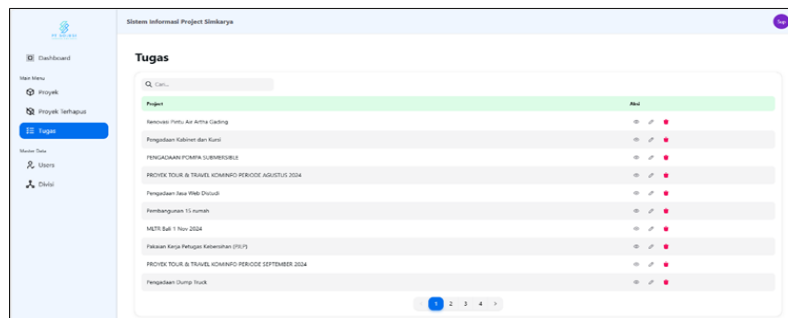 Sistem Informasi Project Simkarya
Sup
Dashboard
Main Menu
Proyek
Proyek Terhapus
Tugas
Master Data
Users
Divisi
Tugas
Cari...
Project Aksi
Renovasi Pintu Air Artha Gading
Pengadaan Kabinet dan Kursi
PENGADAAN POMPA SUBMERSIBLE
PROYEK TOUR & TRAVEL KOMINFO PERIODE AGUSTUS 2024
Pengadaan Jasa Web
Pembangunan 15 rumah
MLTR Bali 1 Nov 2024
Pakaian Kerja Petugas Kebersihan
PROYEK TOUR & TRAVEL KOMINFO PERIODE SEPTEMBER 2024
Pengadaan Dump Truck
1 2 3 4